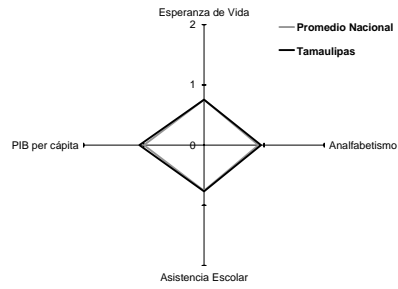 Esperanza de Vida
2
Promedio Nacional
Tamaulipas
1
PIB per cápita
0
Analfabetismo
Asistencia Escolar